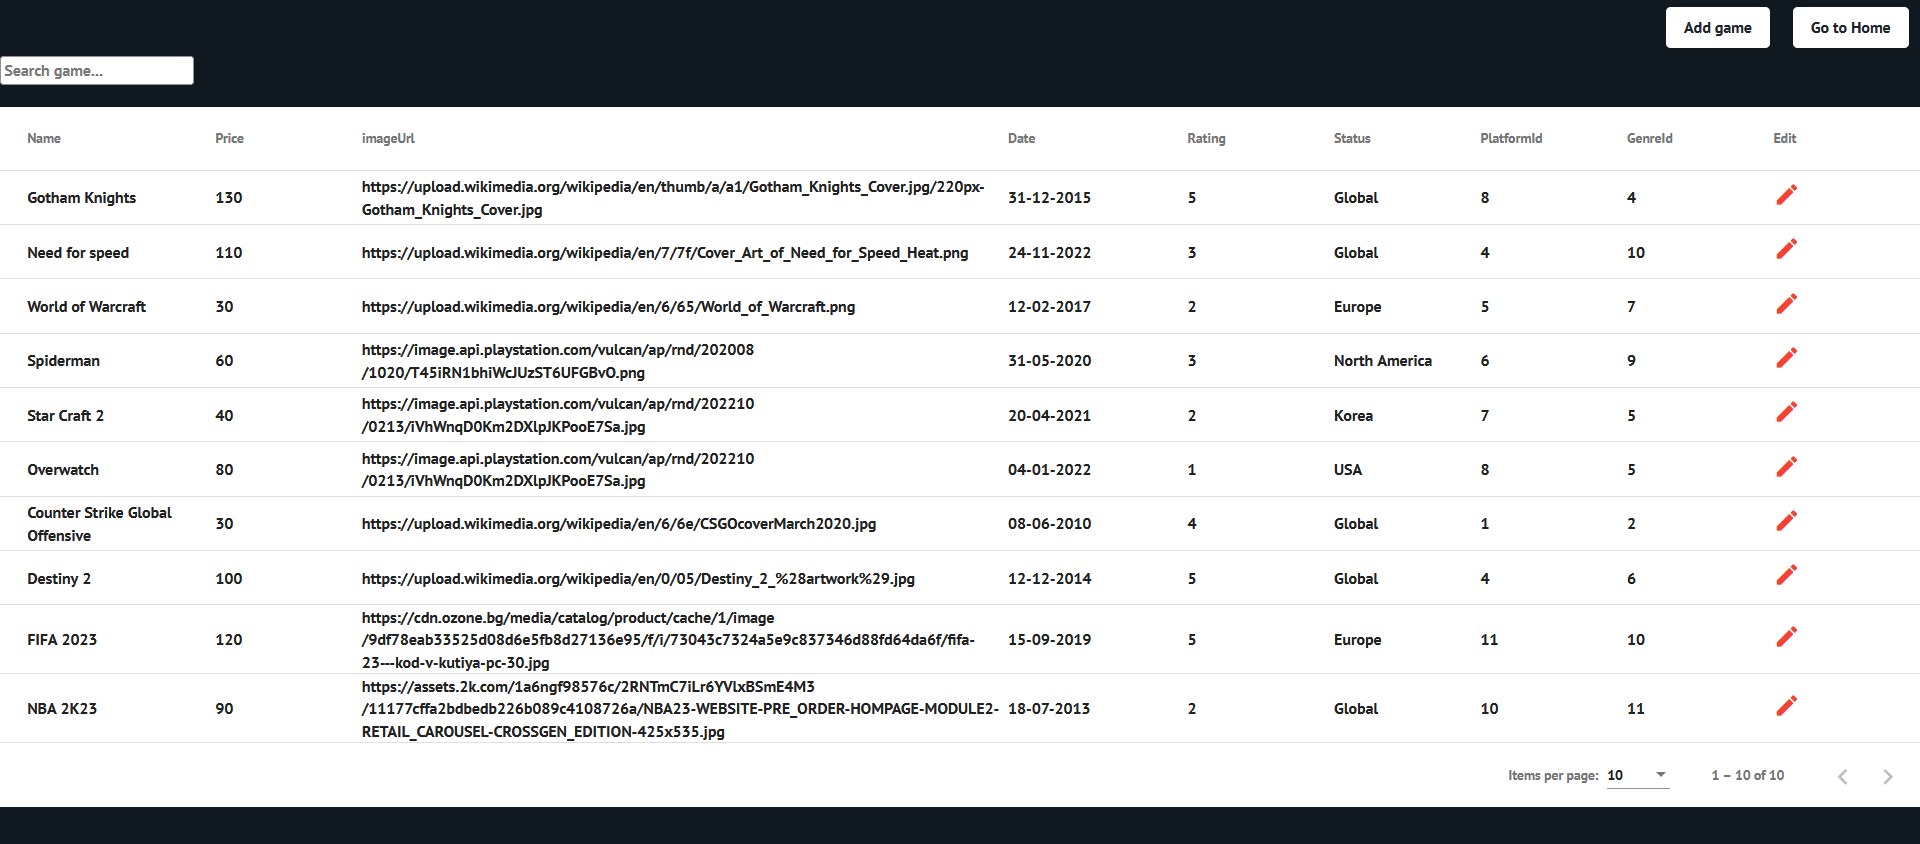 Add game
Go to Home
Search game...
Name Price imageUrl Date Rating Status PlatformId GenreId Edit
Gotham Knights 130 https://upload.wikimedia.org/wikipedia/en/thumb/a/a1/Gotham_Knights_Cover.jpg/220px-
Gotham_Knights_Cover.jpg 31-12-2015 5 Global 8 4
Need for speed 110 https://upload.wikimedia.org/wikipedia/en/7/7f/Cover_Art_of_Need_for_Speed_Heat.png 24-11-2022 3 Global 4 10
World of Warcraft 30 https://upload.wikimedia.org/wikipedia/en/6/65/World_of_Warcraft.png 12-02-2017 2 Europe 5 7
Spiderman 60 https://image.api.playstation.com/vulcan/ap/rnd/202008
/1020/T45iRN1bhiWcJUzST6UFGBvO.png 31-05-2020 3 North America 6 9
Star Craft 2 40 https://image.api.playstation.com/vulcan/ap/rnd/202210
/0213/iVhWnqD0Km2DXlpJKPooE7Sa.jpg 20-04-2021 2 Korea 7 5
Overwatch 80 https://image.api.playstation.com/vulcan/ap/rnd/202210
/0213/iVhWnqD0Km2DXlpJKPooE7Sa.jpg 04-01-2022 1 USA 8 5
Counter Strike Global
Offensive 30 https://upload.wikimedia.org/wikipedia/en/6/6e/CSGOcoverMarch2020.jpg 08-06-2010 4 Global 1 2
Destiny 2 100 https://upload.wikimedia.org/wikipedia/en/0/05/Destiny_2_%28artwork%29.jpg 12-12-2014 5 Global 4 6
FIFA 2023 120 https://cdn.ozone.bg/media/catalog/product/cache/1/image
/9df78eab33525d08d6e5fb8d27136e95/f/i/73043c7324a5e9c837346d88fd64da6f/fifa-
23---kod-v-kutiya-pc-30.jpg 15-09-2019 5 Europe 11 10
NBA 2K23 90 https://assets.2k.com/1a6ngf98576c/2RNTmC7iLr6YVlxBSmE4M3
/11177cffa2bdbedb226b089c4108726a/NBA23-WEBSITE-PRE_ORDER-HOMPAGE-MODULE2-
RETAIL_CAROUSEL-CROSSGEN_EDITION-425x535.jpg 18-07-2013 2 Global 10 11
Items per page: 10 1 – 10 of 10